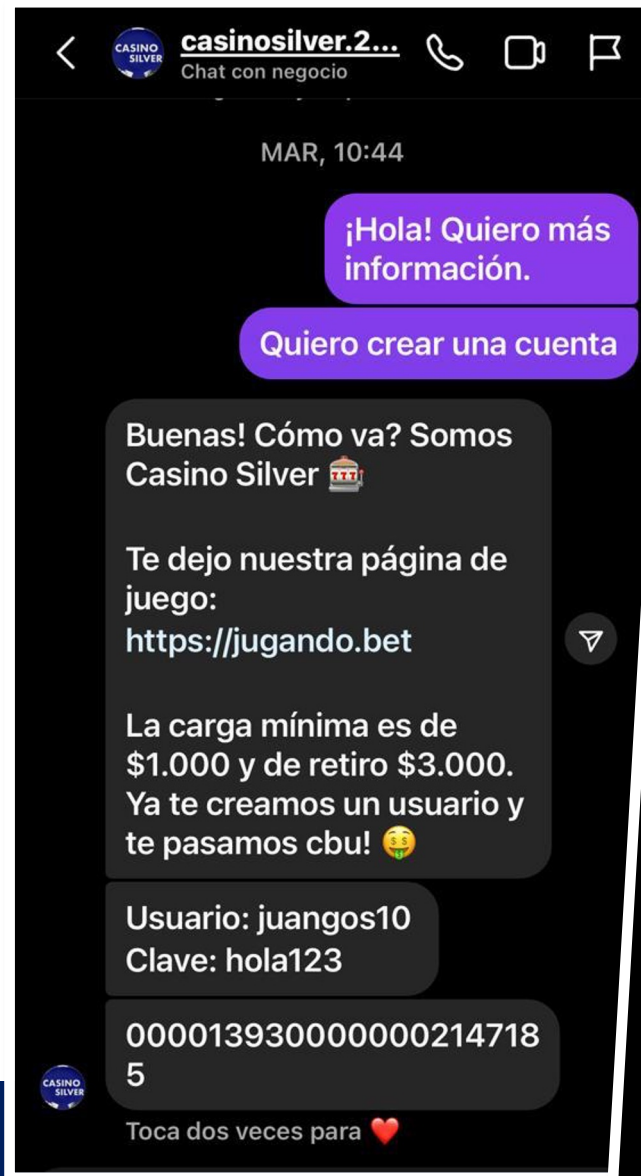 CASINO
SILVER
casinosilver.2...
Chat con negocio
MAR, 10:44
¡Hola! Quiero más
información.
Quiero crear una cuenta
Buenas! Cómo va? Somos
Casino Silver 🎰
Te dejo nuestra página de
juego:
https://jugando.bet
La carga mínima es de
$1.000 y de retiro $3.000.
Ya te creamos un usuario y
te pasamos cbu! 🤑
Usuario: juangos10
Clave: hola123
000013930000000021471​8
5
CASINO
SILVER
Toca dos veces para ❤️